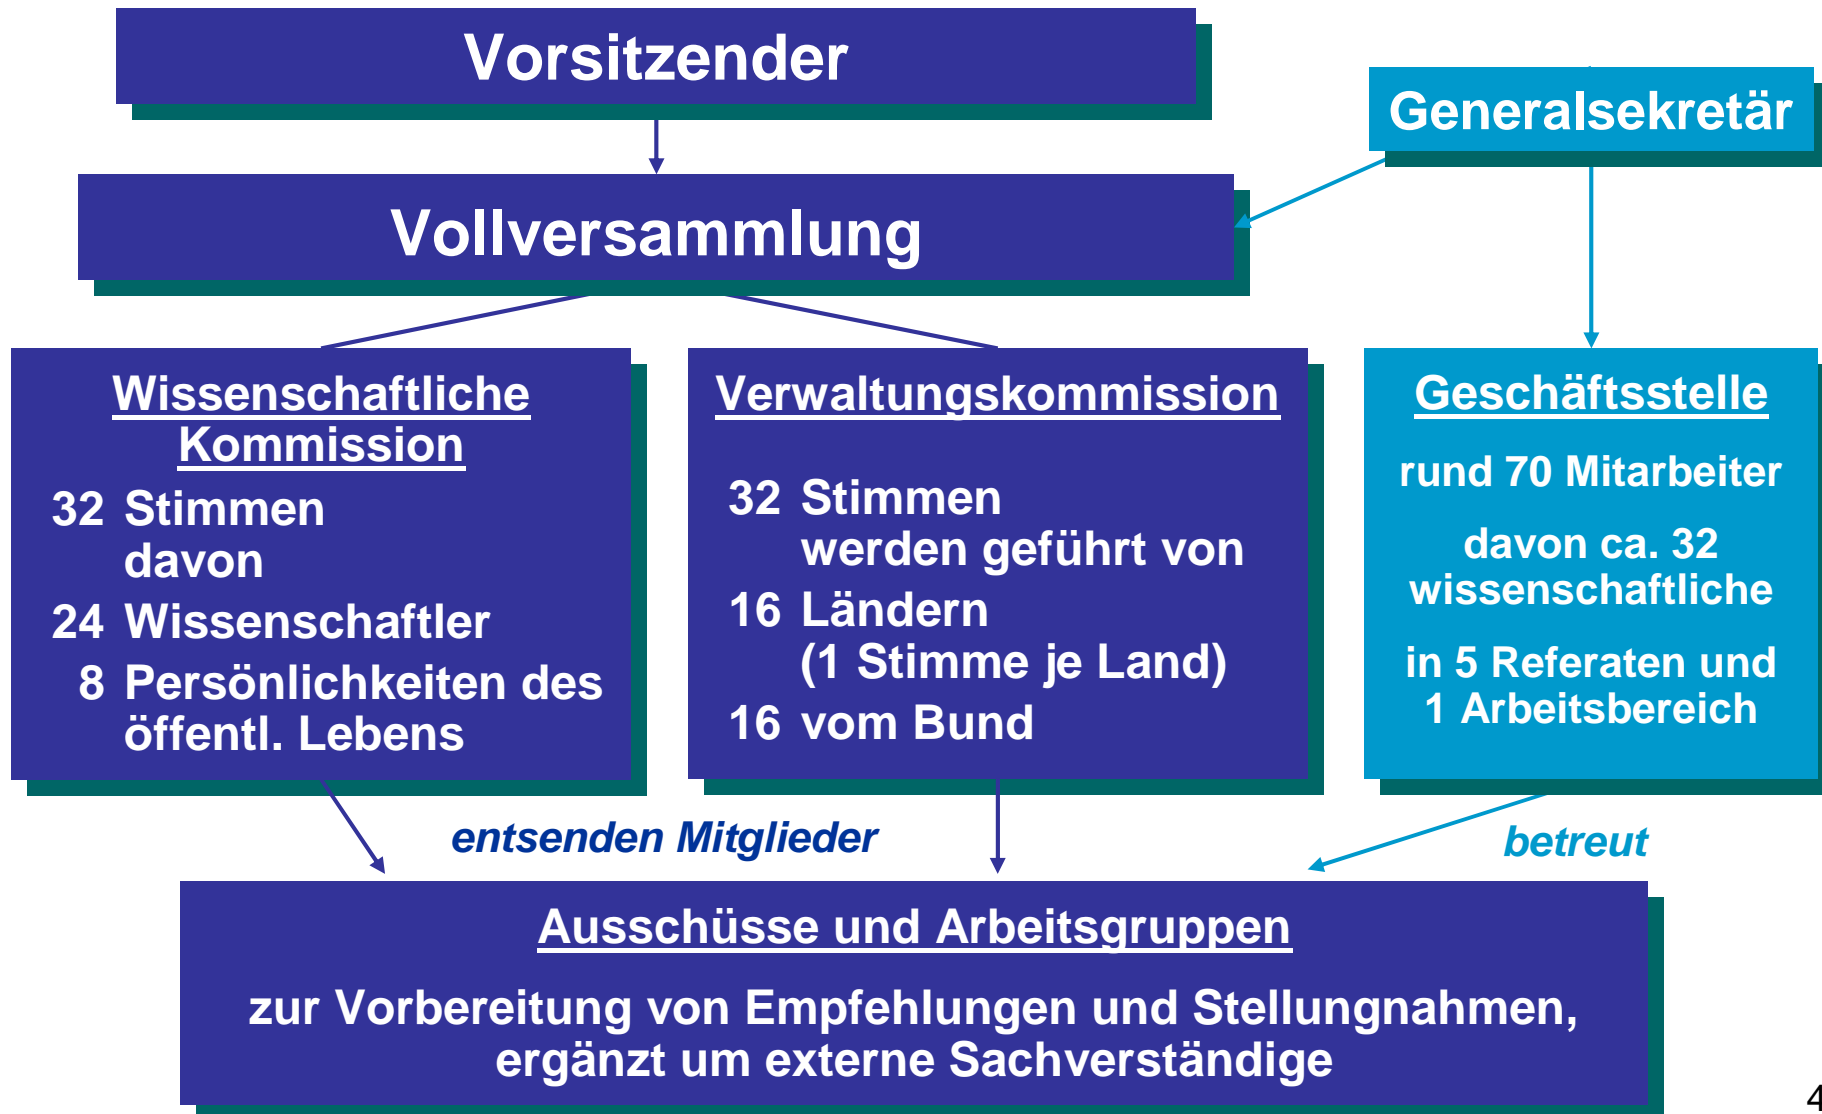 Vorsitzender
Generalsekretär
Vollversammlung
Wissenschaftliche
Kommission
32 Stimmen
davon
24 Wissenschaftler
8 Persönlichkeiten des
öffentl. Lebens
Verwaltungskommission
32 Stimmen
werden geführt von
16 Ländern
(1 Stimme je Land)
16 vom Bund
Geschäftsstelle
rund 70 Mitarbeiter
davon ca. 32
wissenschaftliche
in 5 Referaten und
1 Arbeitsbereich
entsenden Mitglieder
betreut
Ausschüsse und Arbeitsgruppen
zur Vorbereitung von Empfehlungen und Stellungnahmen,
ergänzt um externe Sachverständige
4